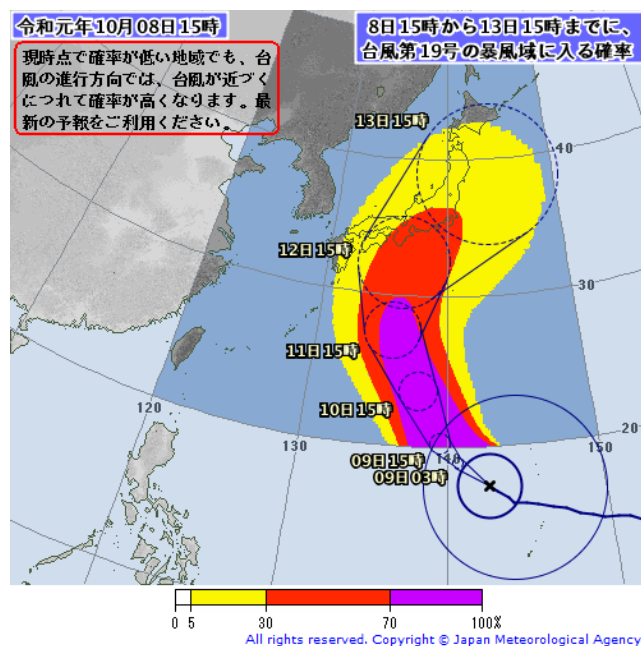 令和元年10月08日15時
8日15時から13日15時までに、
台風第19号の暴風域に入る確率
現時点で確率が低い地域でも、台
風の進行方向では、台風が近づく
につれて確率が高くなります。最
新の予報をご利用ください。
13日15時
40
12日15時
30
11日15時
120
10日15時
20
130
150
09日15時
140
09日03時
0 5 30 70 100%
All rights reserved. Copyright © Japan Meteorological Agency